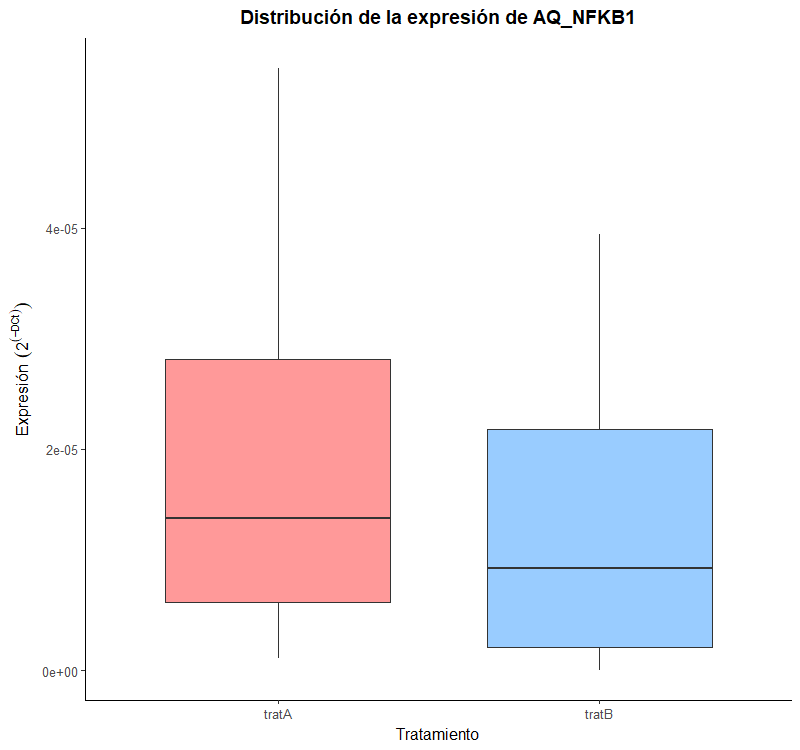 Distribución de la expresión de AQ_NFKB1
Expresión (2^(−DCt))
4e-05
2e-05
0e+00
tratA
tratB
Tratamiento